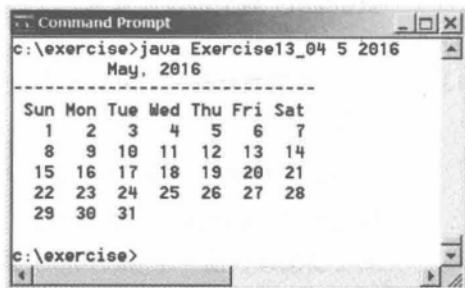 Command Prompt
c:\exercise>java Exercise13_04 5 2016
May, 2016
------------------------------
Sun Mon Tue Wed Thu Fri Sat
1 2 3 4 5 6 7
8 9 10 11 12 13 14
15 16 17 18 19 20 21
22 23 24 25 26 27 28
29 30 31
c:\exercise>